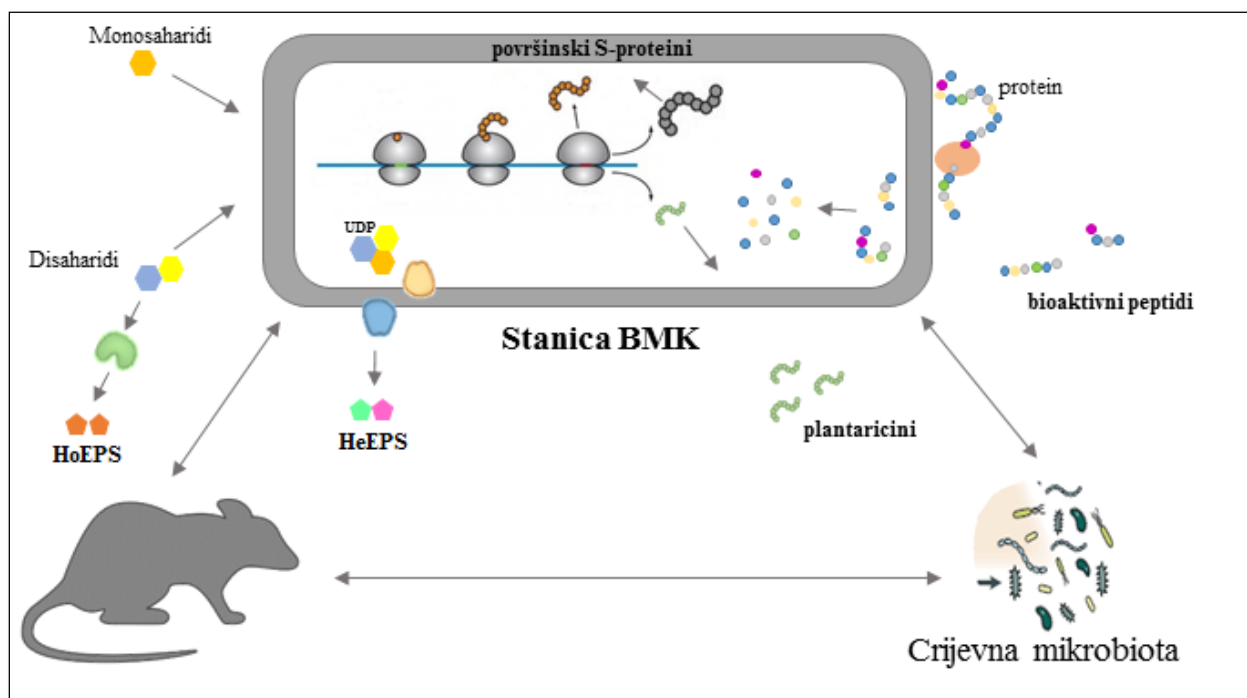 Monosaharidi
površinski S-proteini
protein
UDP
Disaharidi
bioaktivni peptidi
Stanica BMK
plantaricini
HoEPS
HeEPS
Crijevna mikrobiota